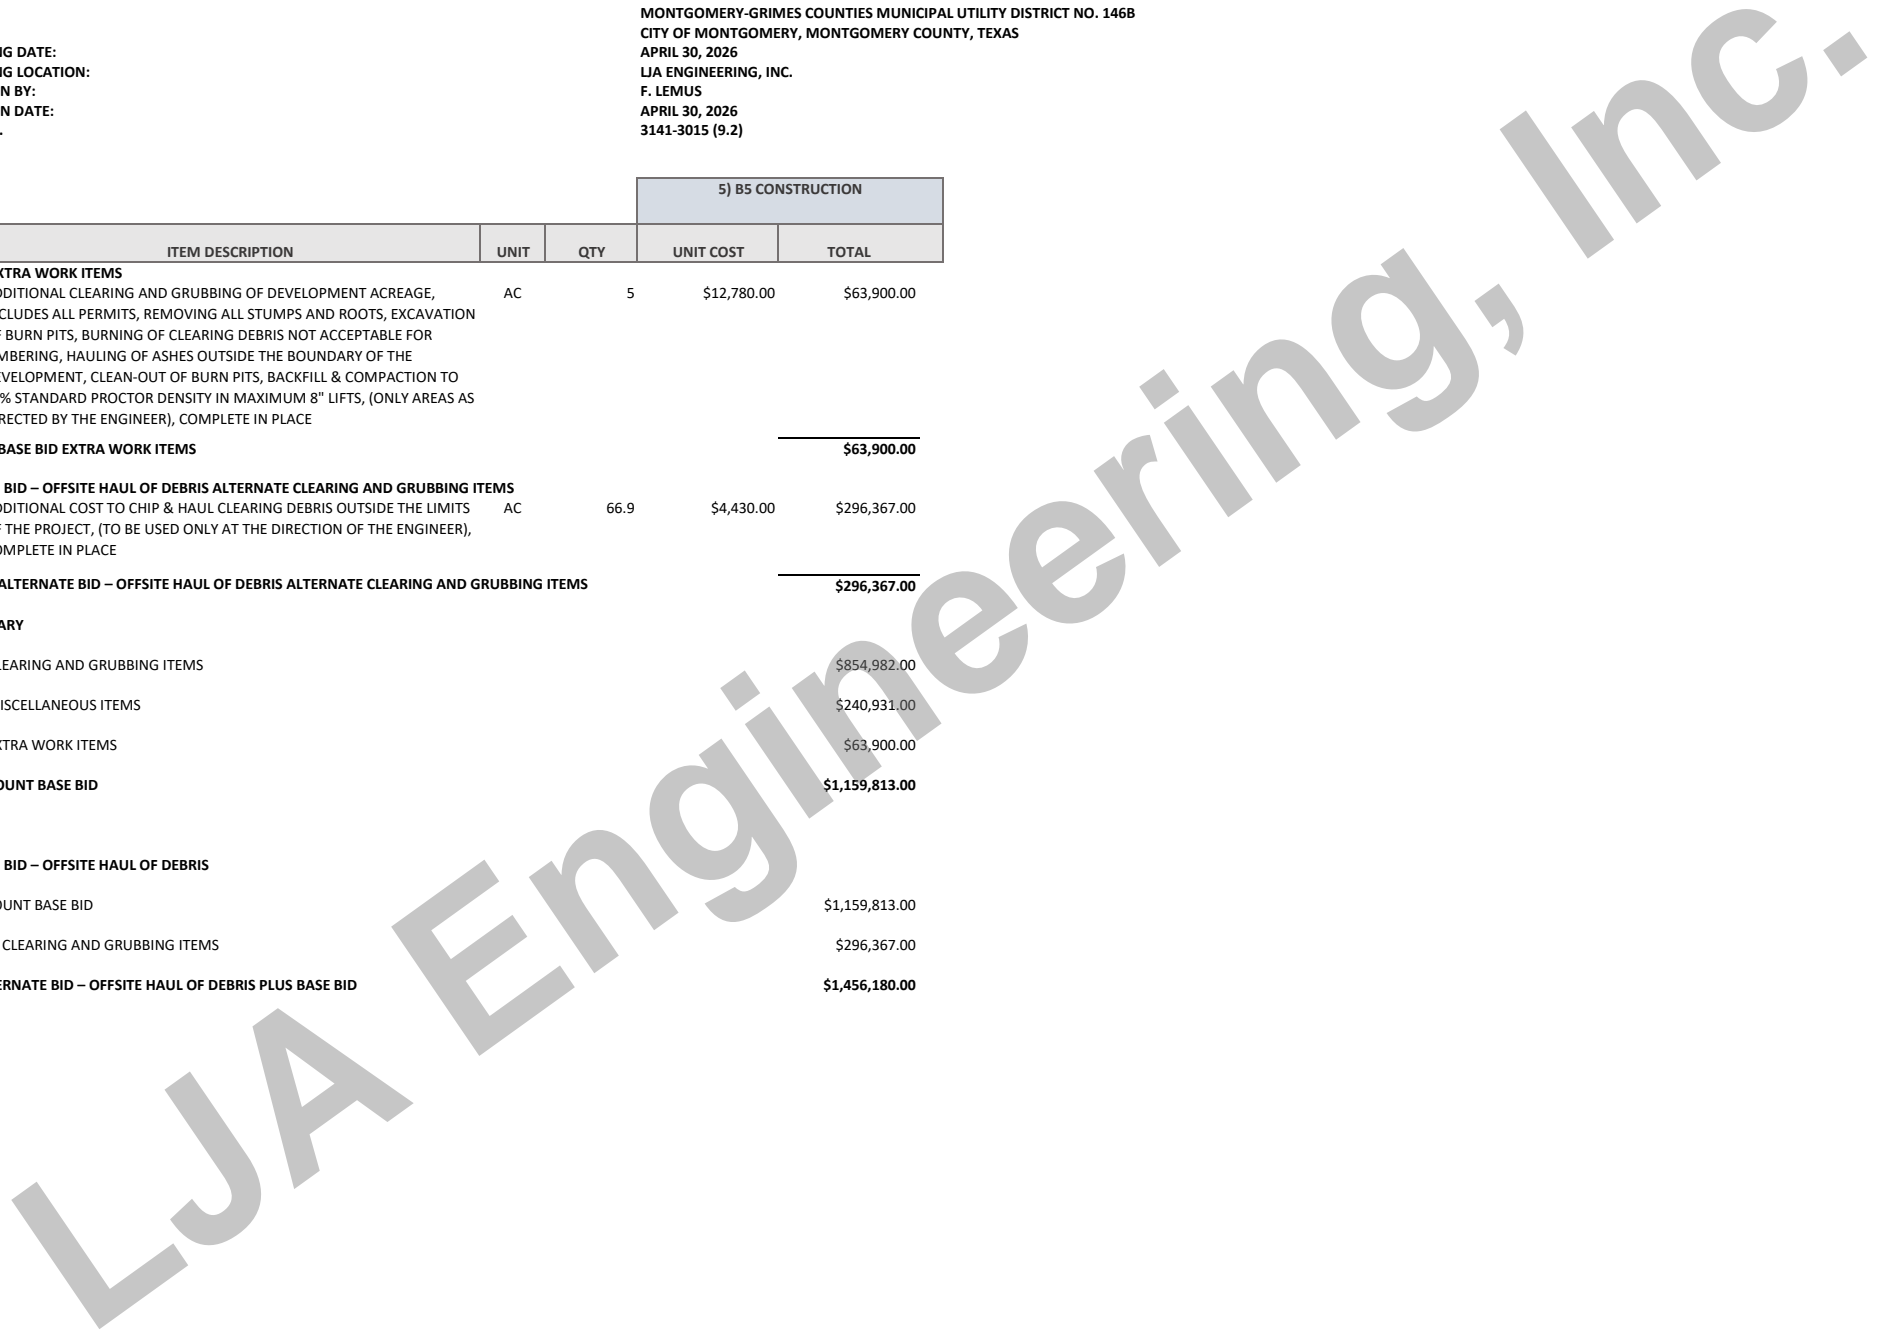 MONTGOMERY-GRIMES COUNTIES MUNICIPAL UTILITY DISTRICT NO. 146B
CITY OF MONTGOMERY, MONTGOMERY COUNTY, TEXAS
NG DATE: APRIL 30, 2026
NG LOCATION: LJA ENGINEERING, INC.
N BY: F. LEMUS
N DATE: APRIL 30, 2026
. 3141-3015 (9.2)
5) B5 CONSTRUCTION
ITEM DESCRIPTION UNIT QTY UNIT COST TOTAL
XTRA WORK ITEMS
DDITIONAL CLEARING AND GRUBBING OF DEVELOPMENT ACREAGE, AC 5 $12,780.00 $63,900.00
CLUDES ALL PERMITS, REMOVING ALL STUMPS AND ROOTS, EXCAVATION
F BURN PITS, BURNING OF CLEARING DEBRIS NOT ACCEPTABLE FOR
MBERING, HAULING OF ASHES OUTSIDE THE BOUNDARY OF THE
EVELOPMENT, CLEAN-OUT OF BURN PITS, BACKFILL & COMPACTION TO
% STANDARD PROCTOR DENSITY IN MAXIMUM 8" LIFTS, (ONLY AREAS AS
RECTED BY THE ENGINEER), COMPLETE IN PLACE
BASE BID EXTRA WORK ITEMS $63,900.00
BID – OFFSITE HAUL OF DEBRIS ALTERNATE CLEARING AND GRUBBING ITEMS
DDITIONAL COST TO CHIP & HAUL CLEARING DEBRIS OUTSIDE THE LIMITS AC 66.9 $4,430.00 $296,367.00
F THE PROJECT, (TO BE USED ONLY AT THE DIRECTION OF THE ENGINEER),
OMPLETE IN PLACE
ALTERNATE BID – OFFSITE HAUL OF DEBRIS ALTERNATE CLEARING AND GRUBBING ITEMS $296,367.00
ARY
LEARING AND GRUBBING ITEMS $854,982.00
ISCELLANEOUS ITEMS $240,931.00
XTRA WORK ITEMS $63,900.00
OUNT BASE BID $1,159,813.00
BID – OFFSITE HAUL OF DEBRIS
OUNT BASE BID $1,159,813.00
CLEARING AND GRUBBING ITEMS $296,367.00
ERNATE BID – OFFSITE HAUL OF DEBRIS PLUS BASE BID $1,456,180.00
LJA Engineering, Inc.